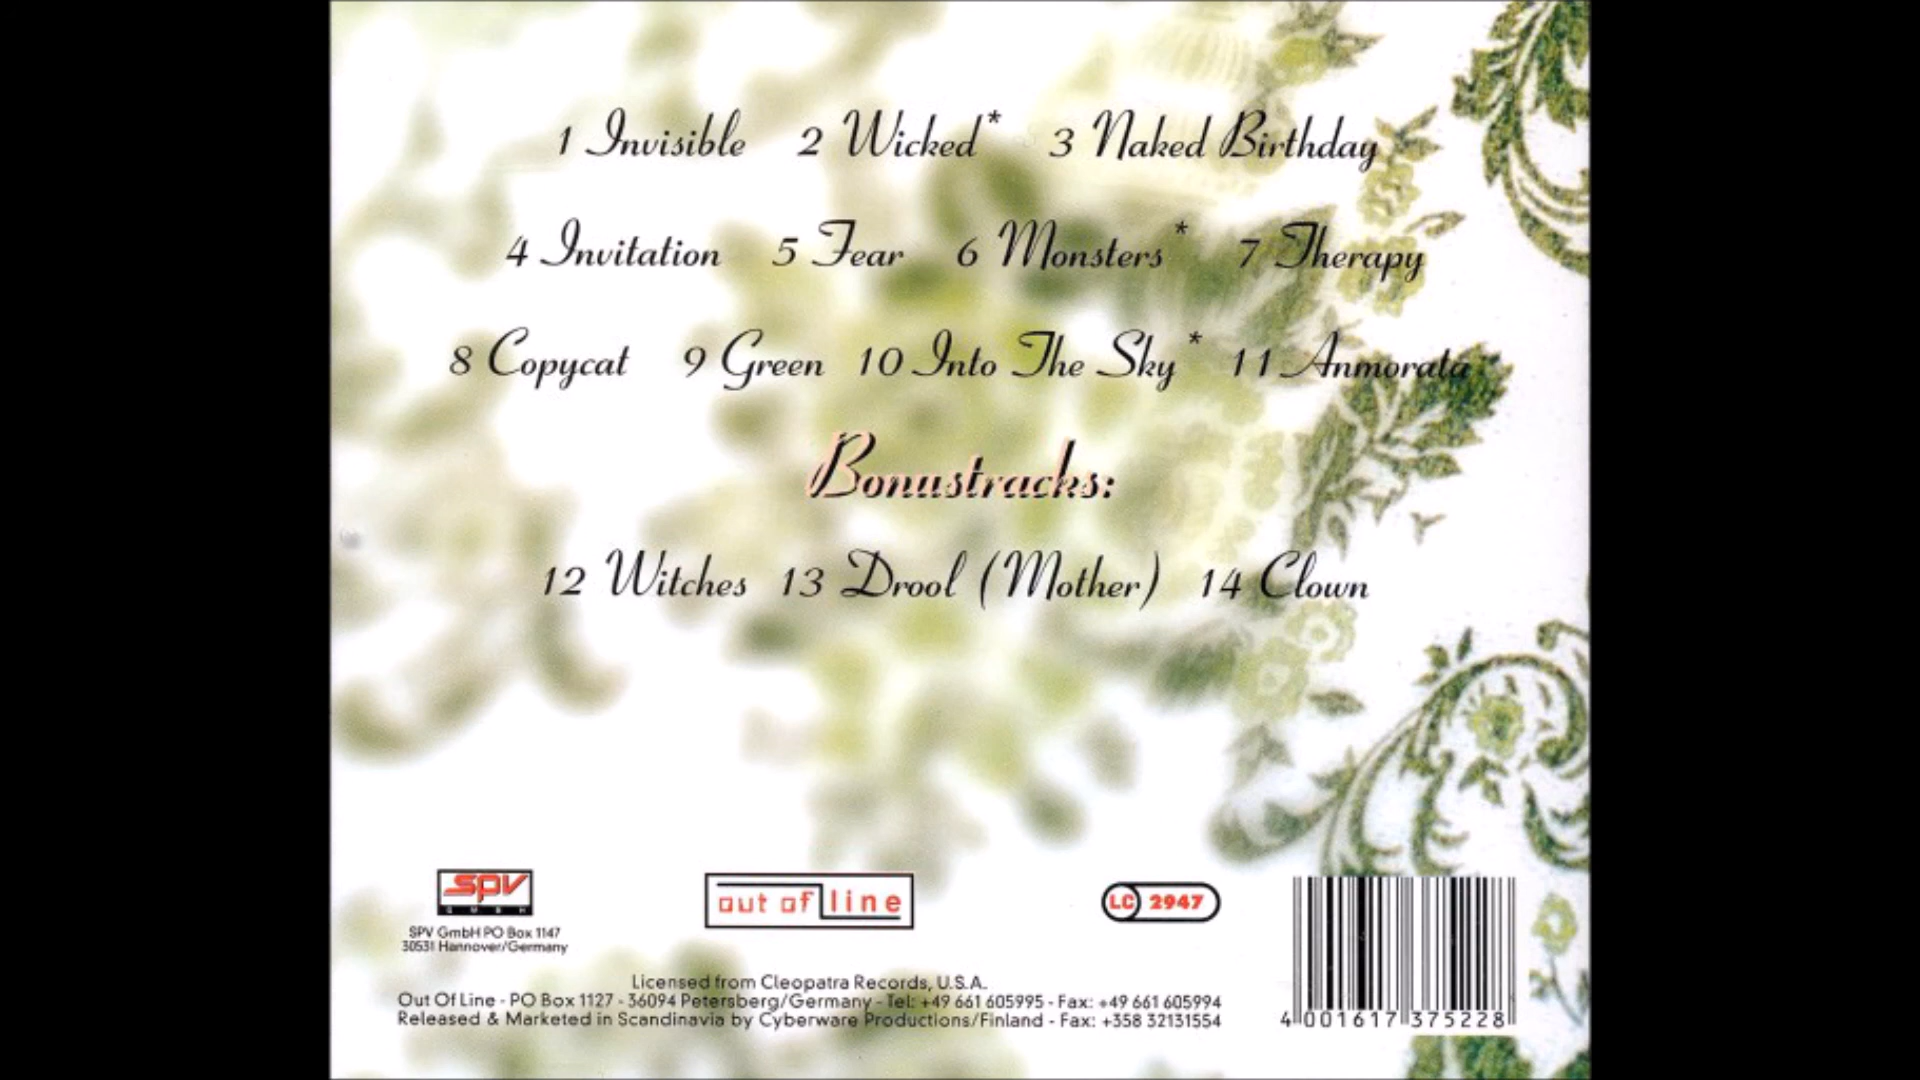 1 Invisible 2 Wicked* 3 Naked Birthday
4 Invitation 5 Fear 6 Monsters* 7 Therapy
8 Copycat 9 Green 10 Into The Sky* 11 Anmorata
Bonustracks:
12 Witches 13 Drool (Mother) 14 Clown
SPV
GMBH
SPV GmbH PO Box 1147
30531 Hannover/Germany
out of line
LC 2947
Licensed from Cleopatra Records, U.S.A.
Out Of Line - PO Box 1127 - 36094 Petersberg/Germany - Tel: +49 661 605995 - Fax: +49 661 605994
Released & Marketed in Scandinavia by Cyberware Productions/Finland - Fax: +358 32131554
4 001617 375228